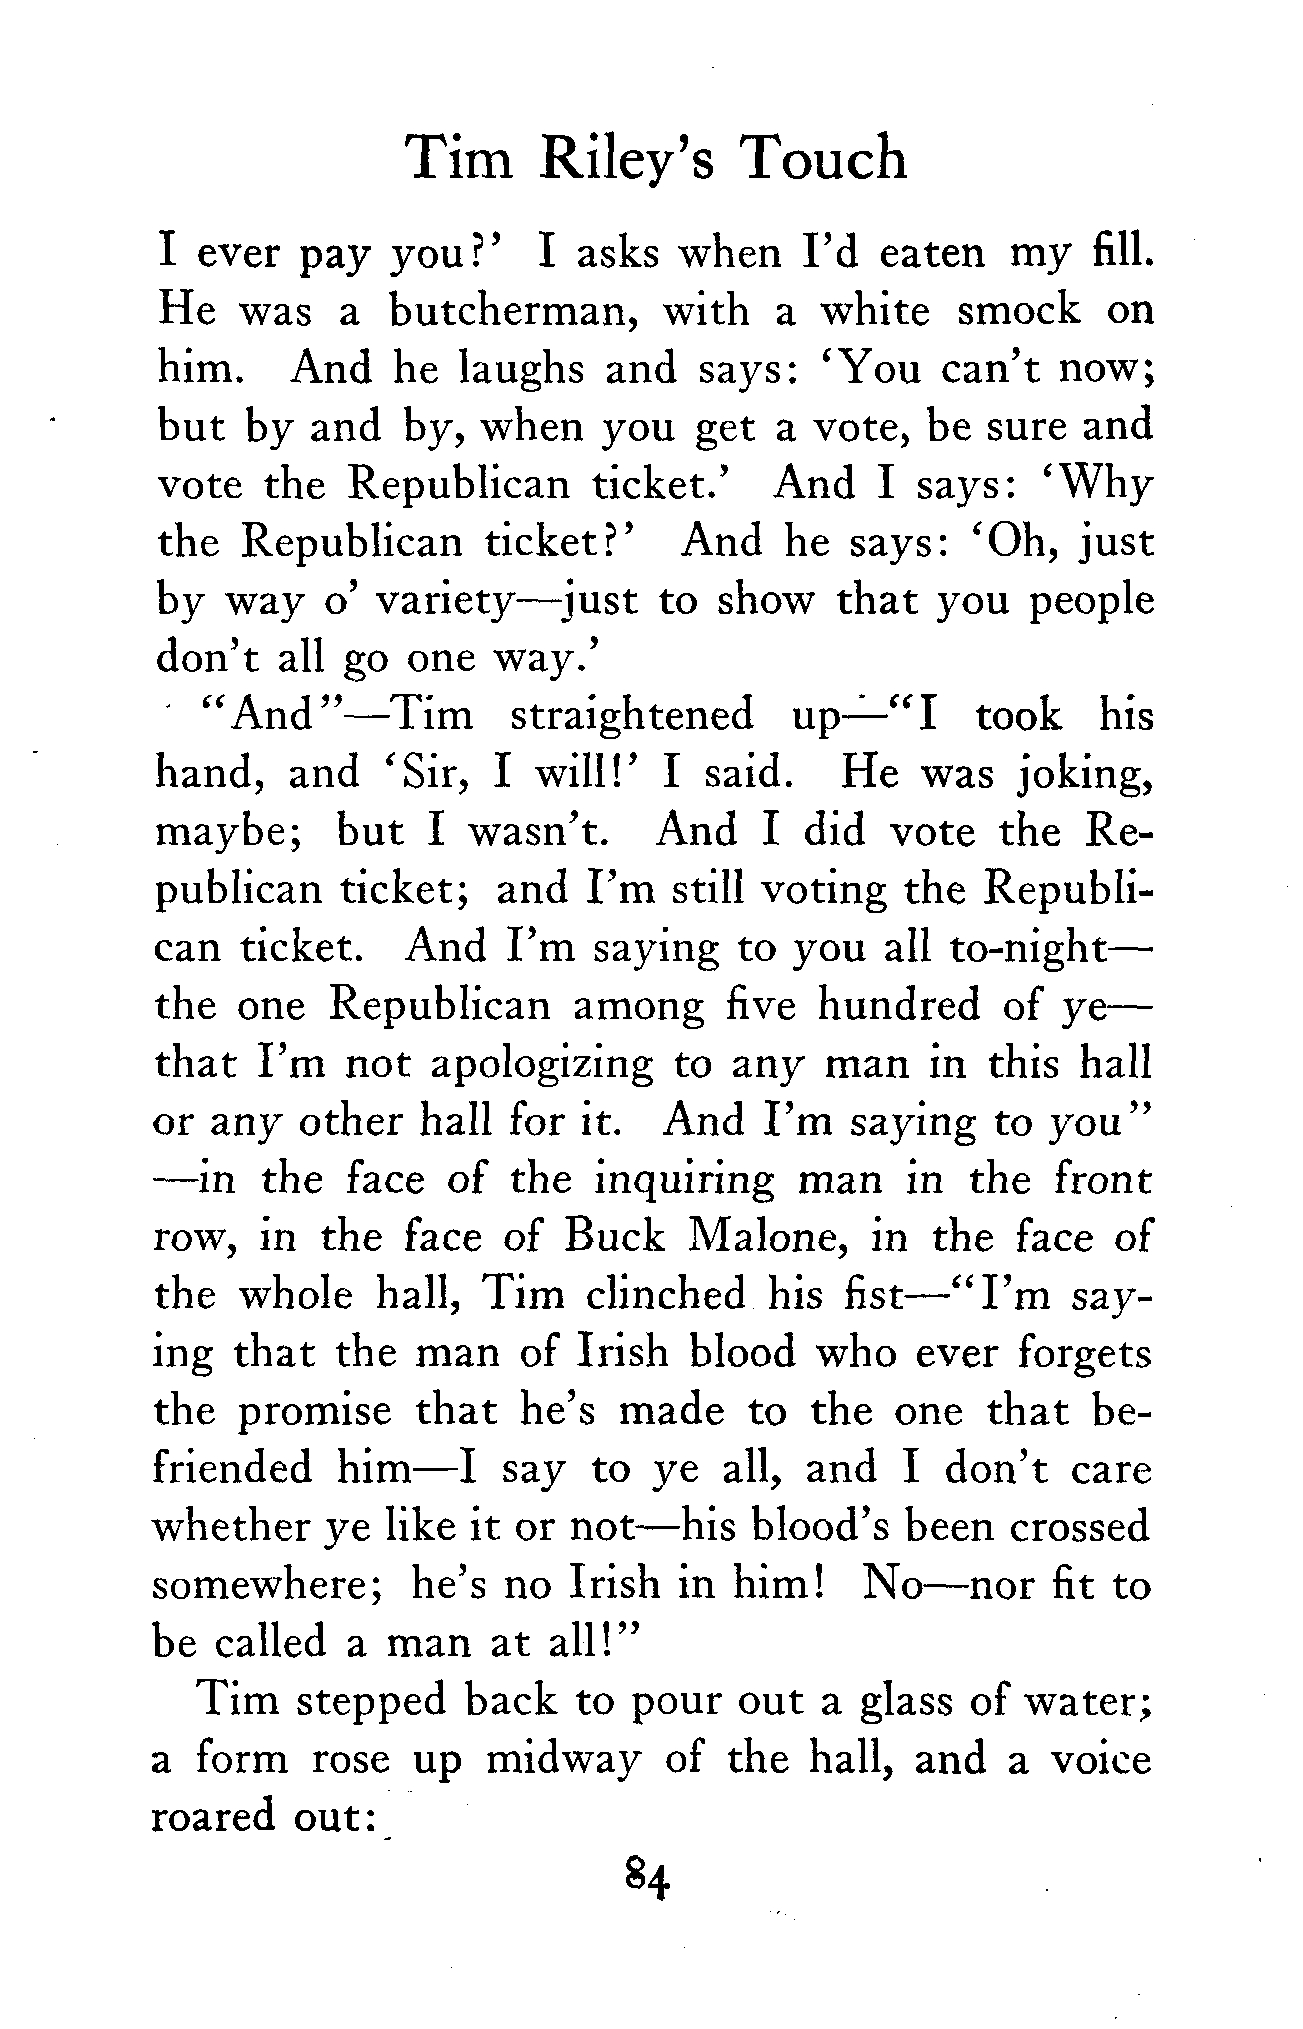 Tim Riley's Touch
I ever pay you?' I asks when I'd eaten my fill.
He was a butcherman, with a white smock on
him. And he laughs and says: 'You can't now;
but by and by, when you get a vote, be sure and
vote the Republican ticket.' And I says: 'Why
the Republican ticket?' And he says: 'Oh, just
by way o' variety—just to show that you people
don't all go one way.'
"And"—Tim straightened up—"I took his
hand, and 'Sir, I will!' I said. He was joking,
maybe; but I wasn't. And I did vote the Re-
publican ticket; and I'm still voting the Republi-
can ticket. And I'm saying to you all to-night—
the one Republican among five hundred of ye—
that I'm not apologizing to any man in this hall
or any other hall for it. And I'm saying to you"
—in the face of the inquiring man in the front
row, in the face of Buck Malone, in the face of
the whole hall, Tim clinched his fist—"I'm say-
ing that the man of Irish blood who ever forgets
the promise that he's made to the one that be-
friended him—I say to ye all, and I don't care
whether ye like it or not—his blood's been crossed
somewhere; he's no Irish in him! No—nor fit to
be called a man at all!"
Tim stepped back to pour out a glass of water;
a form rose up midway of the hall, and a voice
roared out:
84